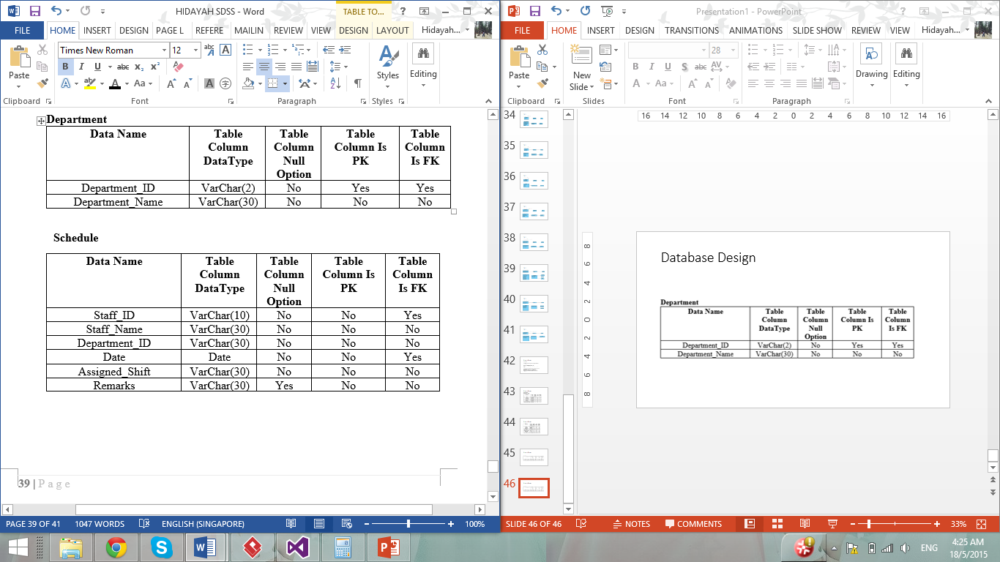 HIDAYAH SDSS - Word
TABLE TO...
FILE HOME INSERT DESIGN PAGE L REFERE MAILIN REVIEW VIEW DESIGN LAYOUT Hidayah...
Times New Roman 12
Paste
Styles
Editing
Clipboard Font Paragraph Styles
Department
Data Name Table Column DataType Table Column Null Option Table Column Is PK Table Column Is FK
Department_ID VarChar(2) No Yes Yes
Department_Name VarChar(30) No No No
Schedule
Data Name Table Column DataType Table Column Null Option Table Column Is PK Table Column Is FK
Staff_ID VarChar(10) No No Yes
Staff_Name VarChar(30) No No No
Department_ID VarChar(30) No No No
Date Date No No Yes
Assigned_Shift VarChar(30) No No No
Remarks VarChar(30) Yes No No
39 | Page
PAGE 39 OF 41 1047 WORDS ENGLISH (SINGAPORE) 100%
Presentation1 - PowerPoint
FILE HOME INSERT DESIGN TRANSITIONS ANIMATIONS SLIDE SHOW REVIEW VIEW Hidayah...
28
Paste
New Slide
Drawing
Editing
Clipboard Slides Font Paragraph
16 14 12 10 8 6 4 2 0 2 4 6 8 10 12 14 16
34
35
36
37
38
39
40
41
42
43
44
45
46
8
6
4
2
0
2
4
6
8
Database Design
Department
Data Name Table Column DataType Table Column Null Option Table Column Is PK Table Column Is FK
Department_ID VarChar(2) No Yes Yes
Department_Name VarChar(30) No No No
SLIDE 46 OF 46 NOTES COMMENTS 33%
ENG
4:25 AM
18/5/2015